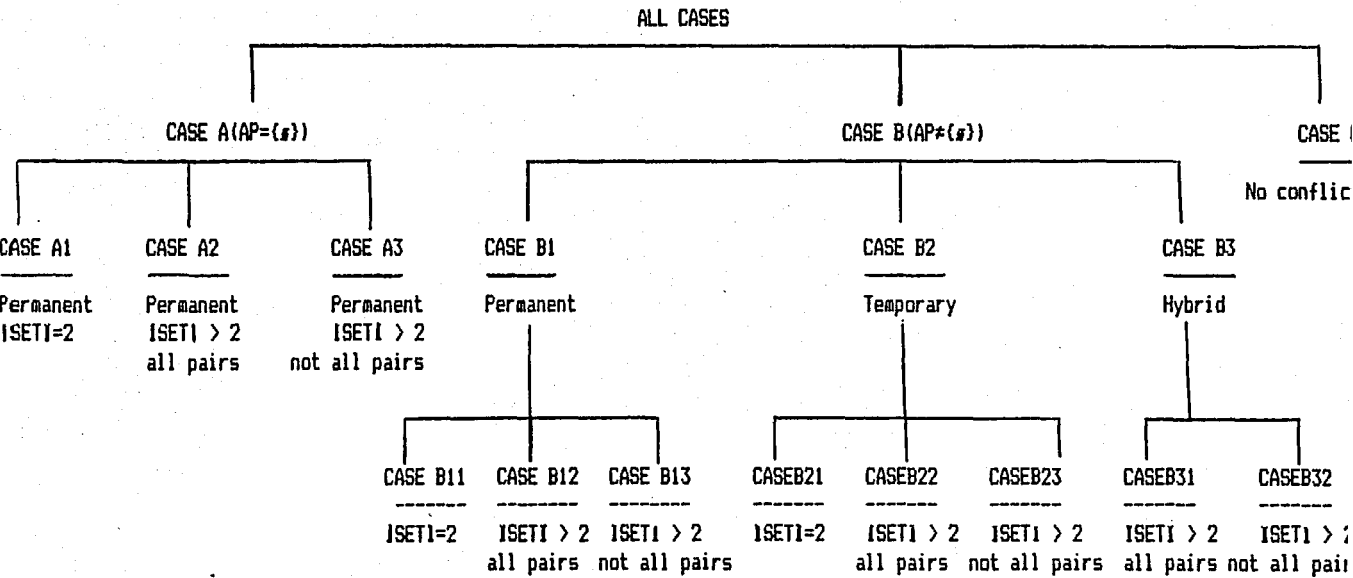 ALL CASES
CASE A(AP={ø}) CASE B(AP≠{ø}) CASE
No
CASE A1 CASE A2 CASE A3 CASE B1 CASE B2 CASE B3
Permanent Permanent Permanent Permanent Temporary Hybrid
|SET|=2 |SET| > 2 |SET| > 2
all pairs not all pairs
CASE B11 CASE B12 CASE B13 CASEB21 CASEB22 CASEB23 CASEB31 CASEB32
|SET|=2 |SET| > 2 |SET| > 2 |SET|=2 |SET| > 2 |SET| > 2 |SET| > 2 |SET| > 2
all pairs not all pairs all pairs not all pairs all pairs not all